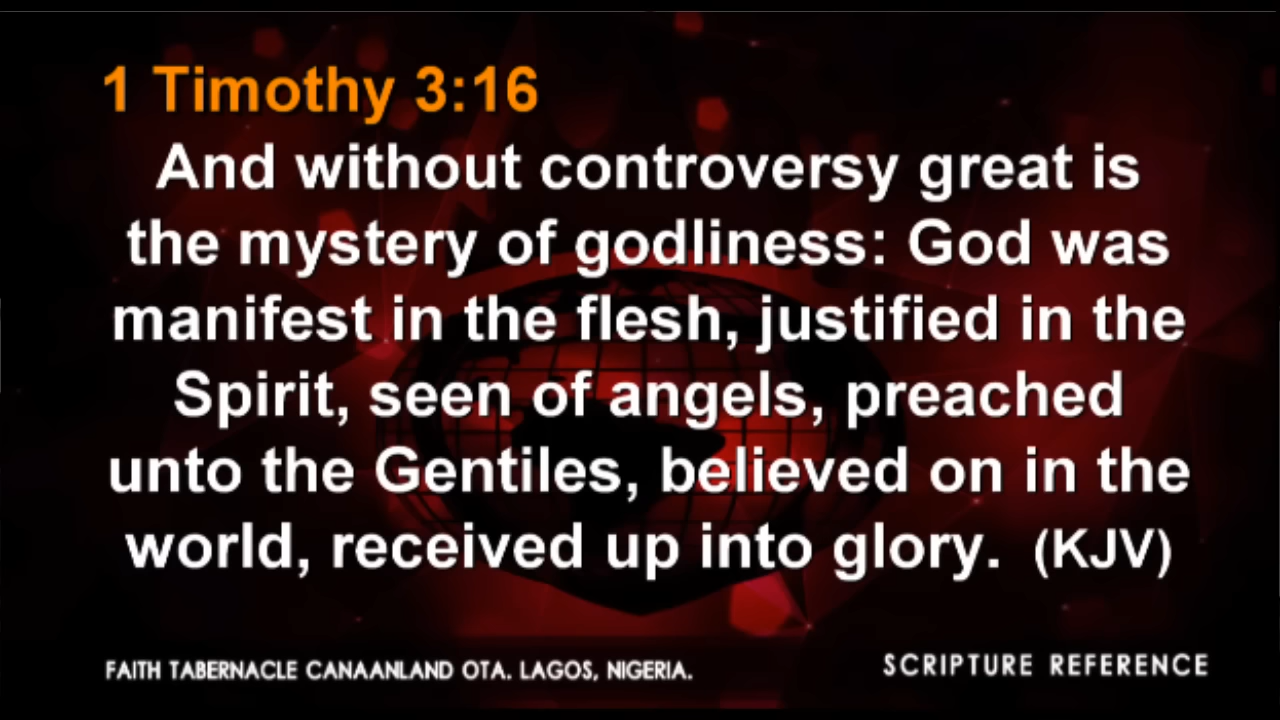 1 Timothy 3:16
And without controversy great is
the mystery of godliness: God was
manifest in the flesh, justified in the
Spirit, seen of angels, preached
unto the Gentiles, believed on in the
world, received up into glory. (KJV)
FAITH TABERNACLE CANAANLAND OTA. LAGOS, NIGERIA.
SCRIPTURE REFERENCE